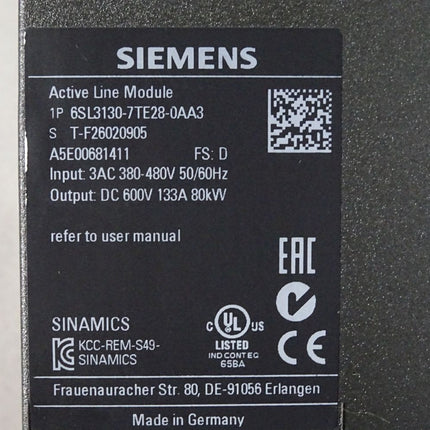 SIEMENS
Active Line Module
1P 6SL3130-7TE28-0AA3
S T-F26020905
A5E00681411 FS: D
Input: 3AC 380-480V 50/60Hz
Output: DC 600V 133A 80kW
refer to user manual
EAC
SINAMICS
KCC-REM-S49-
SINAMICS
C UL US
LISTED
IND CONT EQ
65BA
CE
Frauenauracher Str. 80, DE-91056 Erlangen
Made in Germany